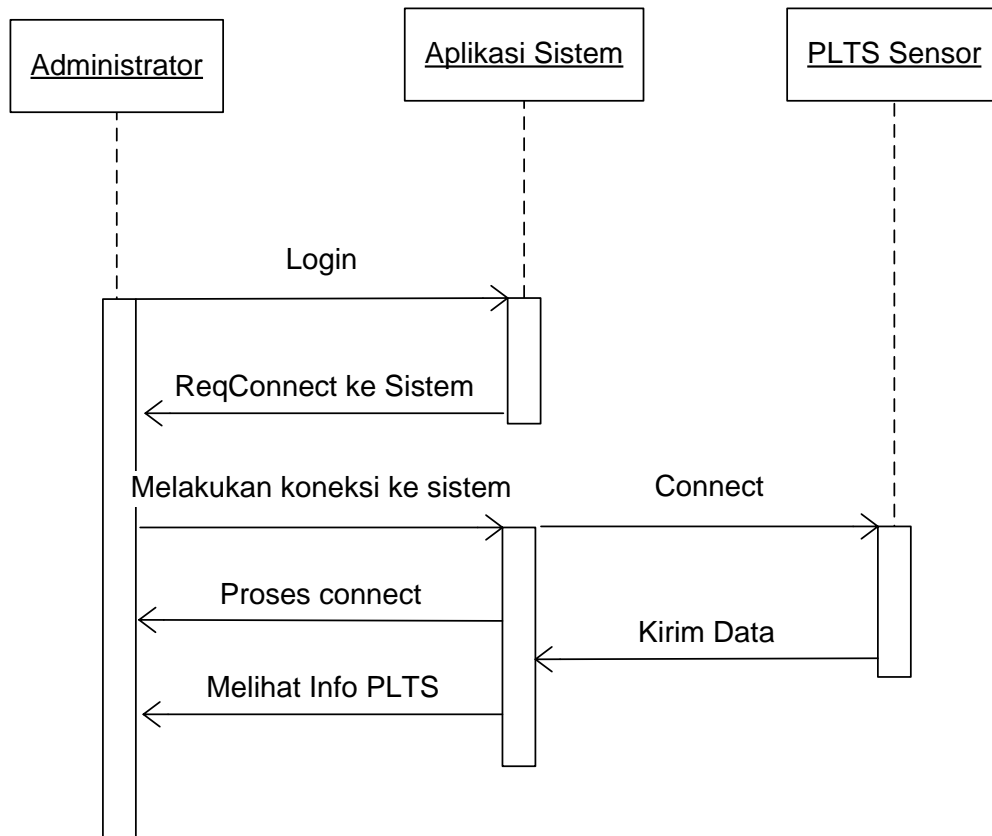 Administrator
Aplikasi Sistem
PLTS Sensor
Login
ReqConnect ke Sistem
Melakukan koneksi ke sistem
Connect
Proses connect
Kirim Data
Melihat Info PLTS